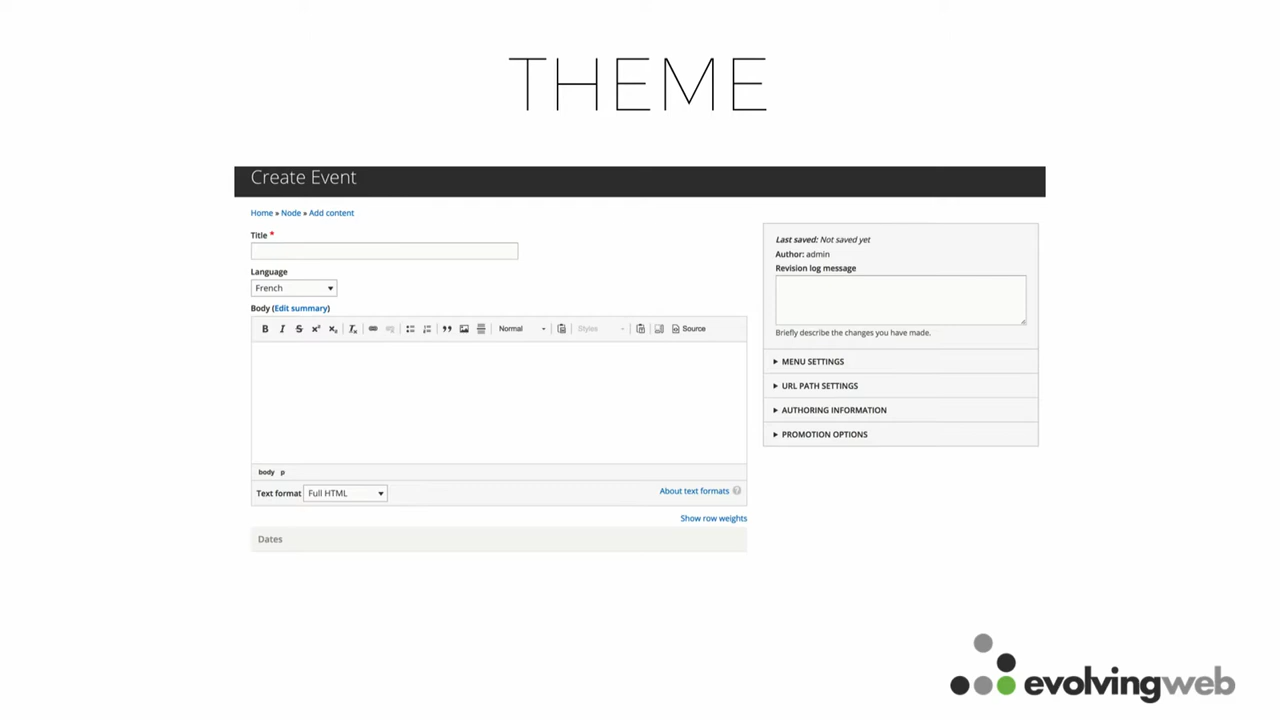 THEME
Create Event
Home » Node » Add content
Title *
Language
French
Body (Edit summary)
Normal
Styles
Source
body p
Text format Full HTML
About text formats
Show row weights
Dates
Last saved: Not saved yet
Author: admin
Revision log message
Briefly describe the changes you have made.
MENU SETTINGS
URL PATH SETTINGS
AUTHORING INFORMATION
PROMOTION OPTIONS
evolvingweb